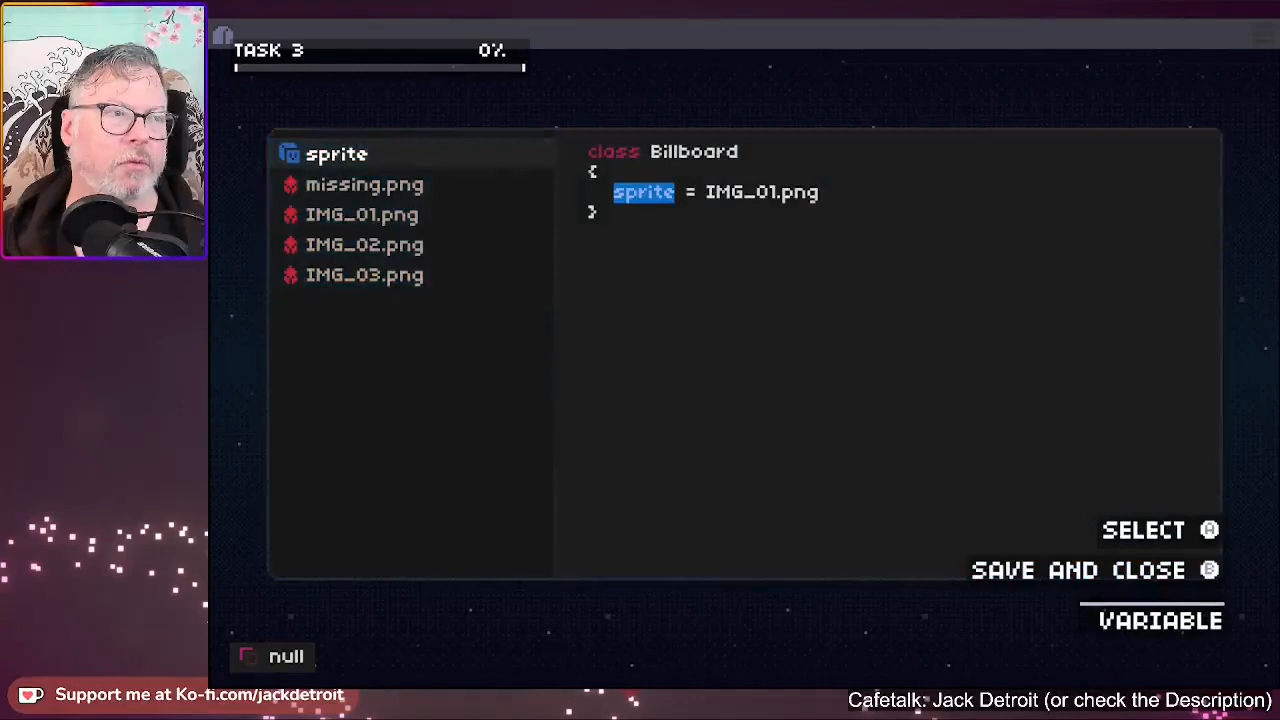 TASK 3 0%
sprite
missing.png
IMG_01.png
IMG_02.png
IMG_03.png
class Billboard
{
sprite = IMG_01.png
}
SELECT A
SAVE AND CLOSE B
VARIABLE
null
Support me at Ko-fi.com/jackdetroit
Cafetalk: Jack Detroit (or check the Description)